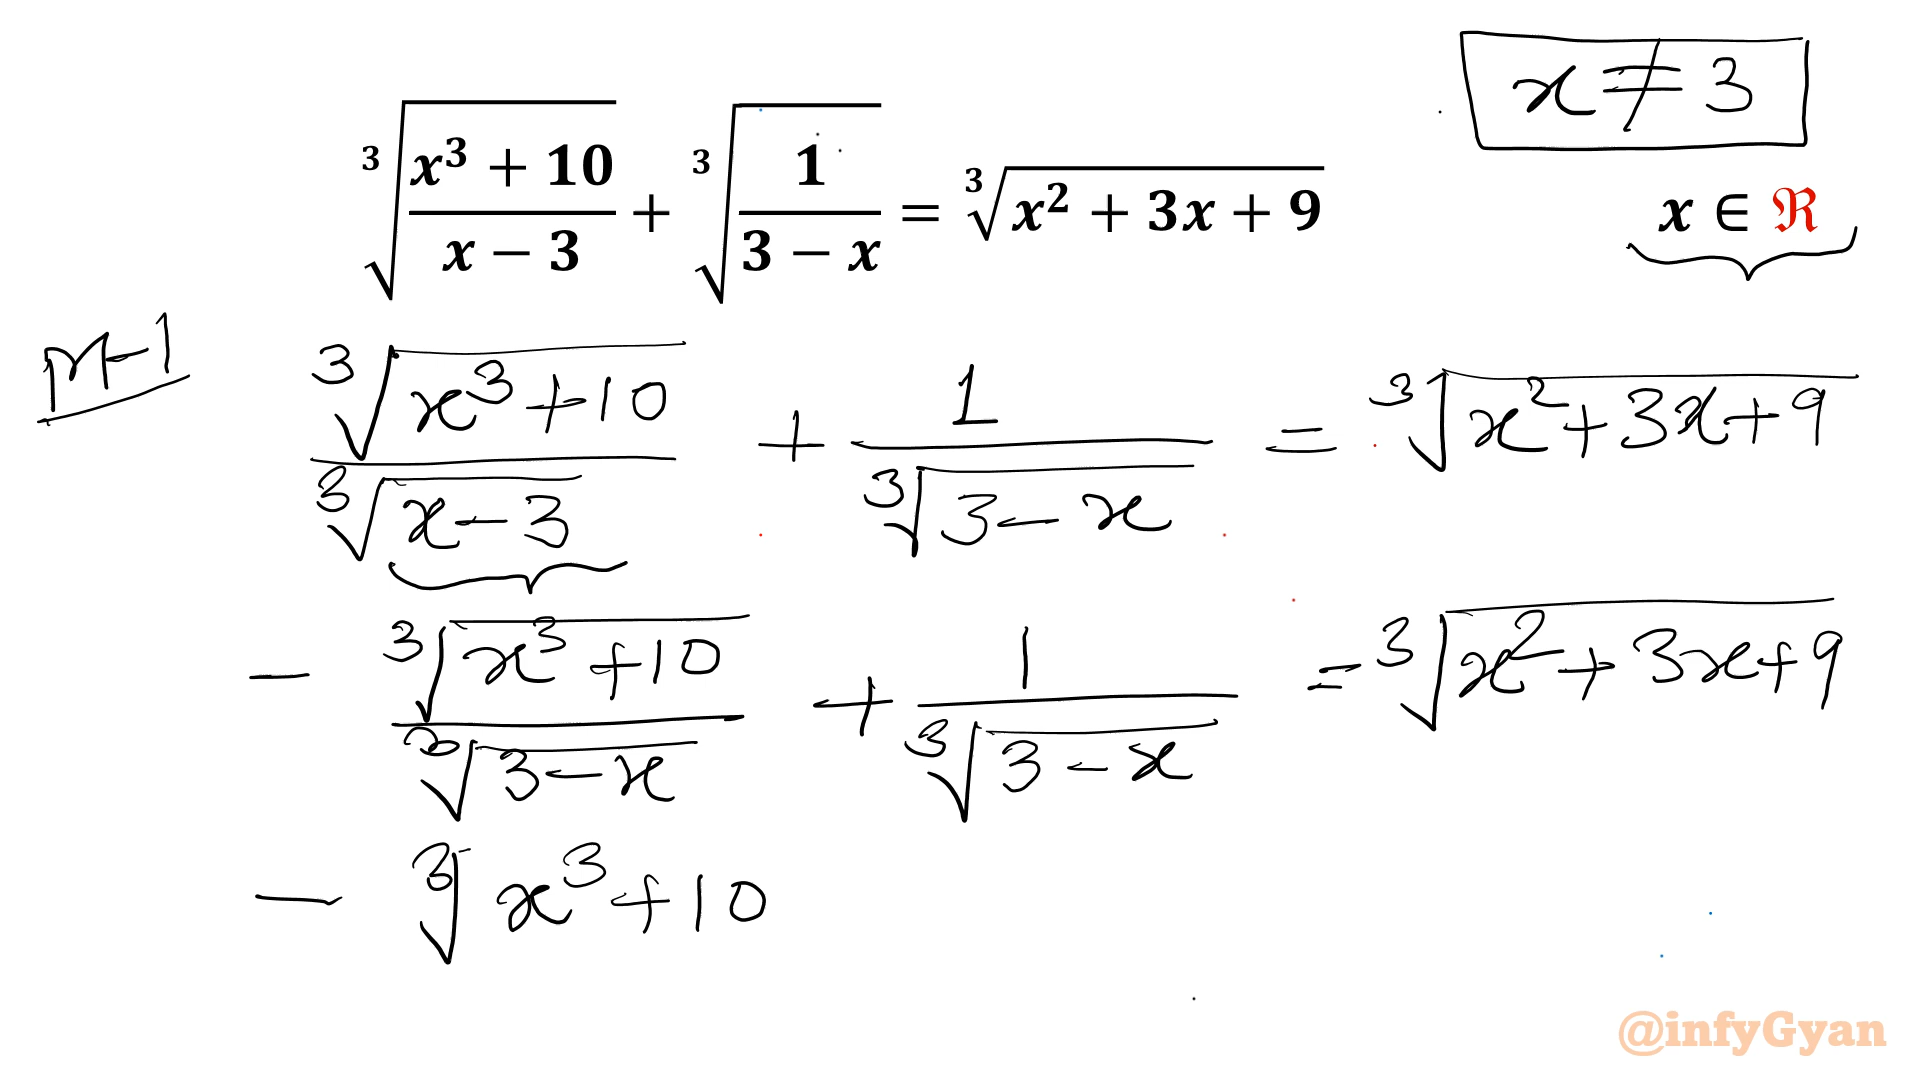 x ≠ 3
∛((x³ + 10)/(x − 3)) + ∛(1/(3 − x)) = ∛(x² + 3x + 9)
x ∈ ℜ
M-1
∛(x³+10)/∛(x−3) + 1/∛(3−x) = ∛(x²+3x+9)
− ∛(x³+10)/∛(3−x) + 1/∛(3−x) = ∛(x²+3x+9)
− ∛ x³+10
@infyGyan